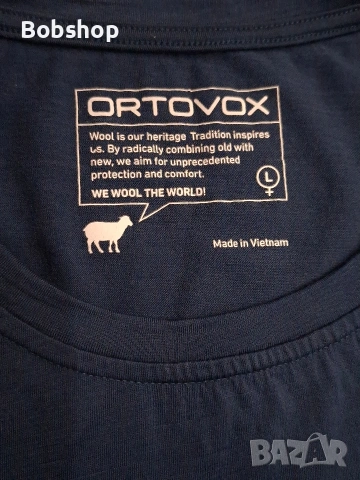 Bobshop
ORTOVOX
Wool is our heritage Tradition inspires
us. By radically combining old with
new, we aim for unprecedented
protection and comfort.
WE WOOL THE WORLD!
L
Made in Vietnam
BAZAR